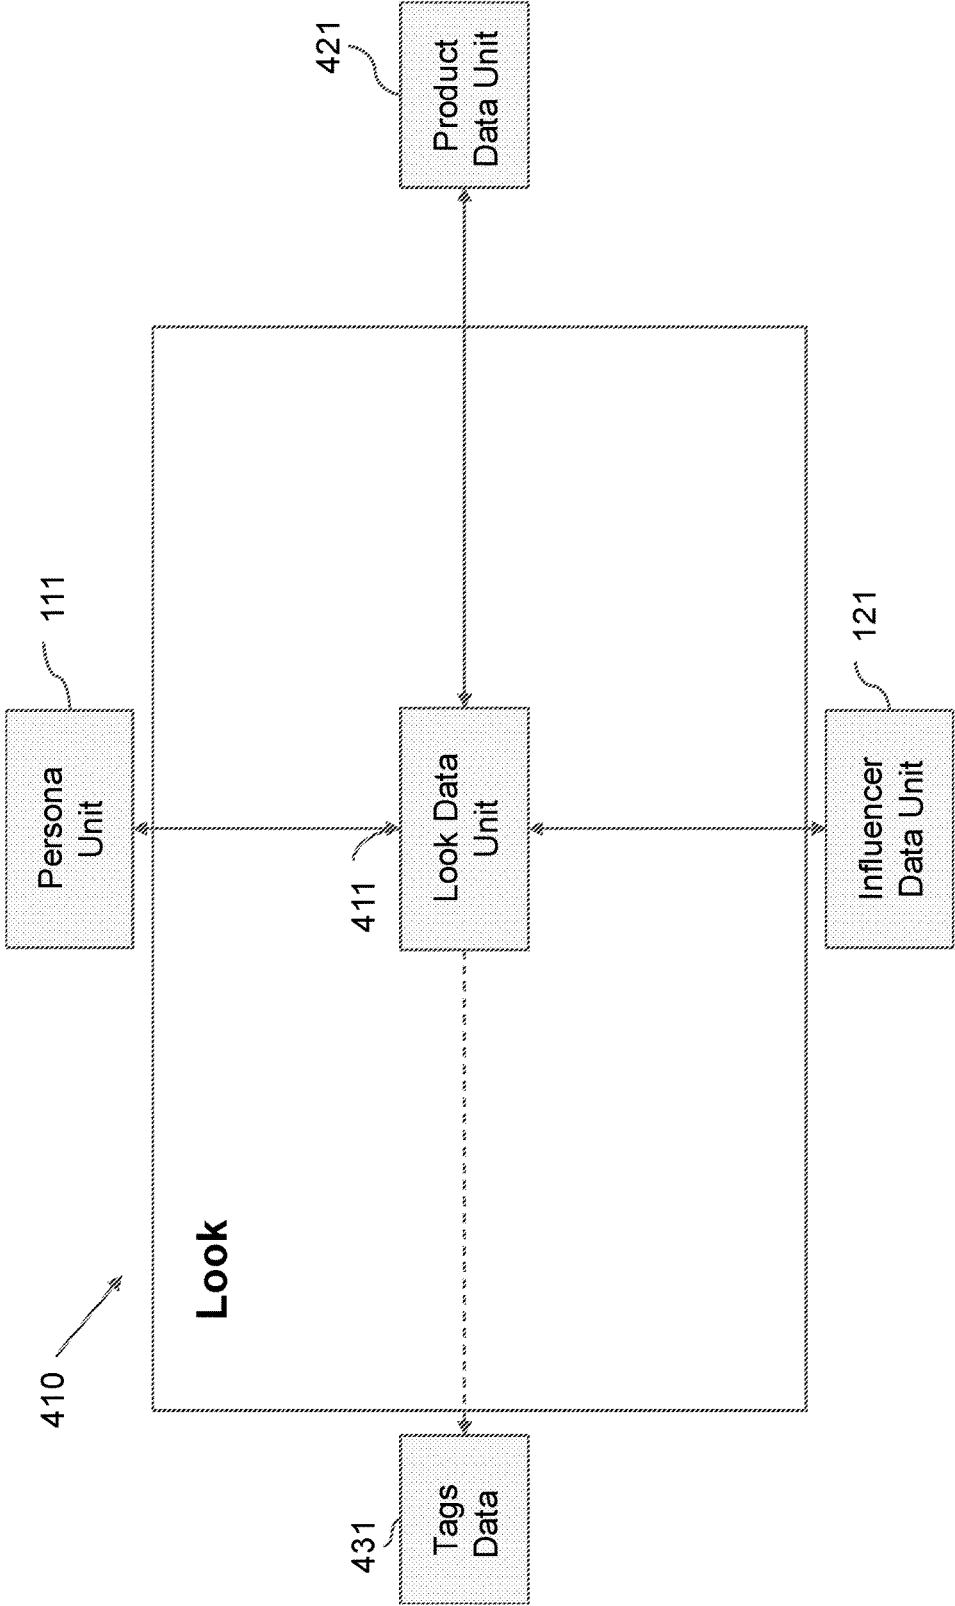 410
Look
111
Persona
Unit
431
Tags
Data
411
Look Data
Unit
421
Product
Data Unit
121
Influencer
Data Unit